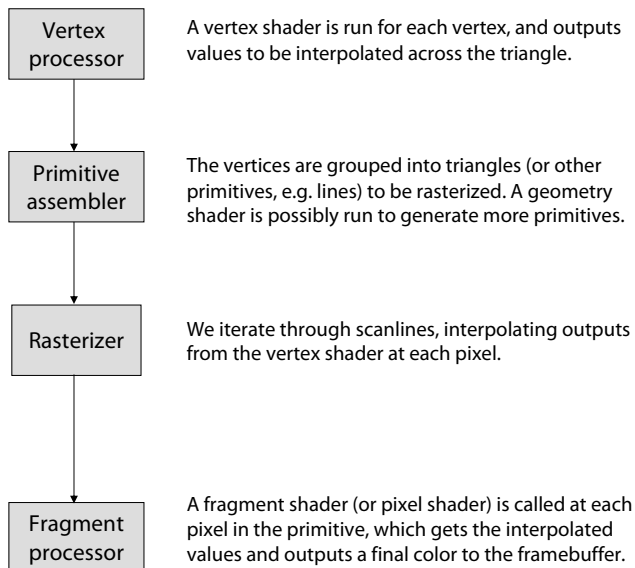 Vertex
processor
A vertex shader is run for each vertex, and outputs
values to be interpolated across the triangle.
Primitive
assembler
The vertices are grouped into triangles (or other
primitives, e.g. lines) to be rasterized. A geometry
shader is possibly run to generate more primitives.
Rasterizer
We iterate through scanlines, interpolating outputs
from the vertex shader at each pixel.
Fragment
processor
A fragment shader (or pixel shader) is called at each
pixel in the primitive, which gets the interpolated
values and outputs a final color to the framebuffer.